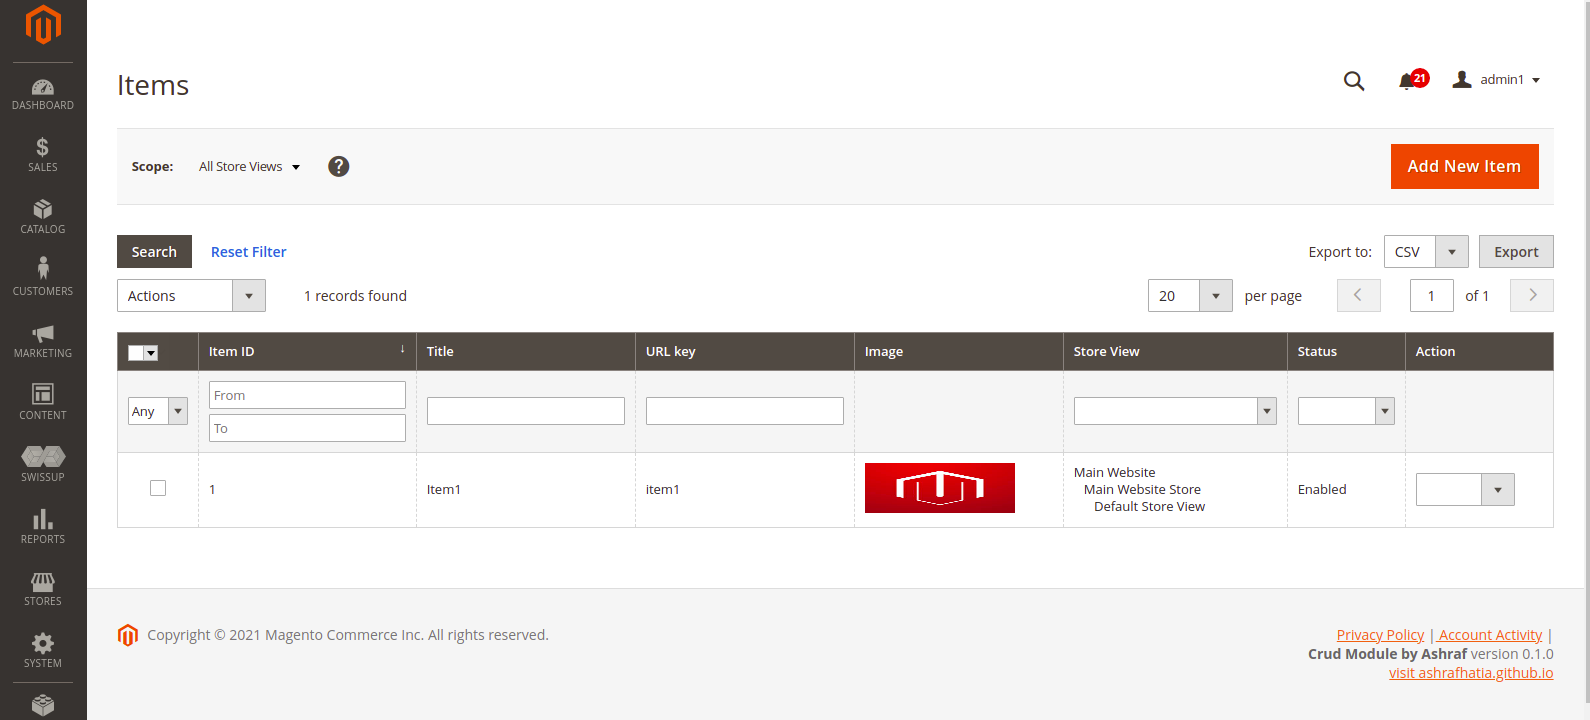 Items
21
admin1
DASHBOARD
SALES
CATALOG
CUSTOMERS
MARKETING
CONTENT
SWISSUP
REPORTS
STORES
SYSTEM
Scope: All Store Views ?
Add New Item
Search Reset Filter
Export to: CSV Export
Actions 1 records found
20 per page 1 of 1
Item ID ↓ Title URL key Image Store View Status Action
Any From
To
1 Item1 item1 Main Website Enabled
Main Website Store
Default Store View
Copyright © 2021 Magento Commerce Inc. All rights reserved.
Privacy Policy | Account Activity |
Crud Module by Ashraf version 0.1.0
visit ashrafhatia.github.io